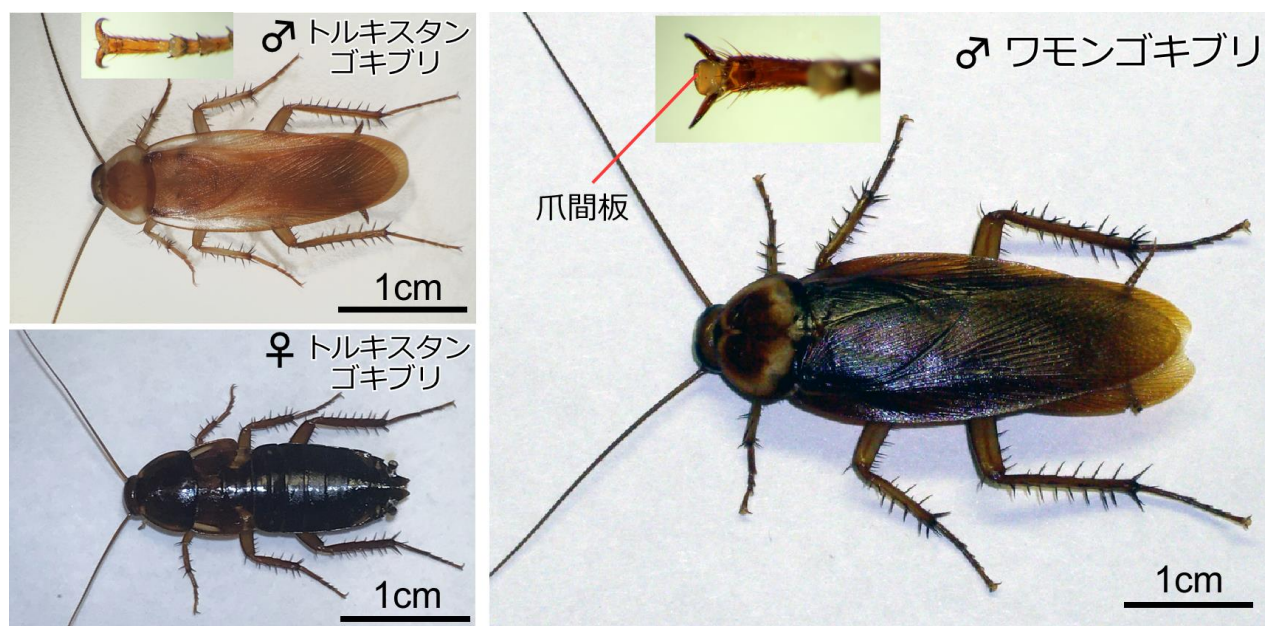 ♂ トルキスタン
ゴキブリ
1cm
♀ トルキスタン
ゴキブリ
1cm
♂ ワモンゴキブリ
爪間板
1cm